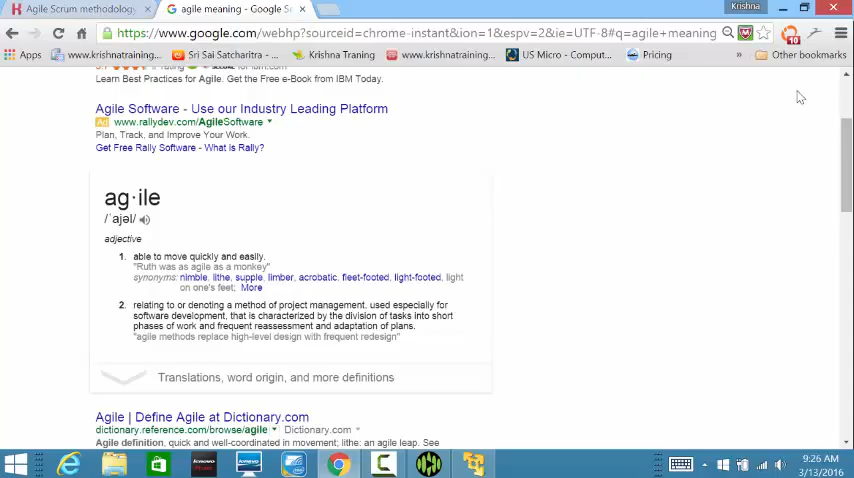 Krishna
Agile Scrum methodology
agile meaning - Google Se
https://www.google.com/webhp?sourceid=chrome-instant&ion=1&espv=2&ie=UTF-8#q=agile+meaning
10
Apps
www.krishnatraining...
Sri Sai Satcharitra - ...
Krishna Traning
www.krishnatraining...
US Micro - Comput...
Pricing
»
Other bookmarks
for ibm.com
Learn Best Practices for Agile. Get the Free e-Book from IBM Today.
Agile Software - Use our Industry Leading Platform
Ad www.rallydev.com/AgileSoftware
Plan, Track, and Improve Your Work.
Get Free Rally Software - What is Rally?
ag·ile
/ˈajəl/
adjective
1. able to move quickly and easily.
"Ruth was as agile as a monkey"
synonyms: nimble, lithe, supple, limber, acrobatic, fleet-footed, light-footed, light
on one's feet; More
2. relating to or denoting a method of project management, used especially for
software development, that is characterized by the division of tasks into short
phases of work and frequent reassessment and adaptation of plans.
"agile methods replace high-level design with frequent redesign"
Translations, word origin, and more definitions
Agile | Define Agile at Dictionary.com
dictionary.reference.com/browse/agile Dictionary.com
Agile definition, quick and well-coordinated in movement; lithe: an agile leap. See
9:26 AM
3/13/2016